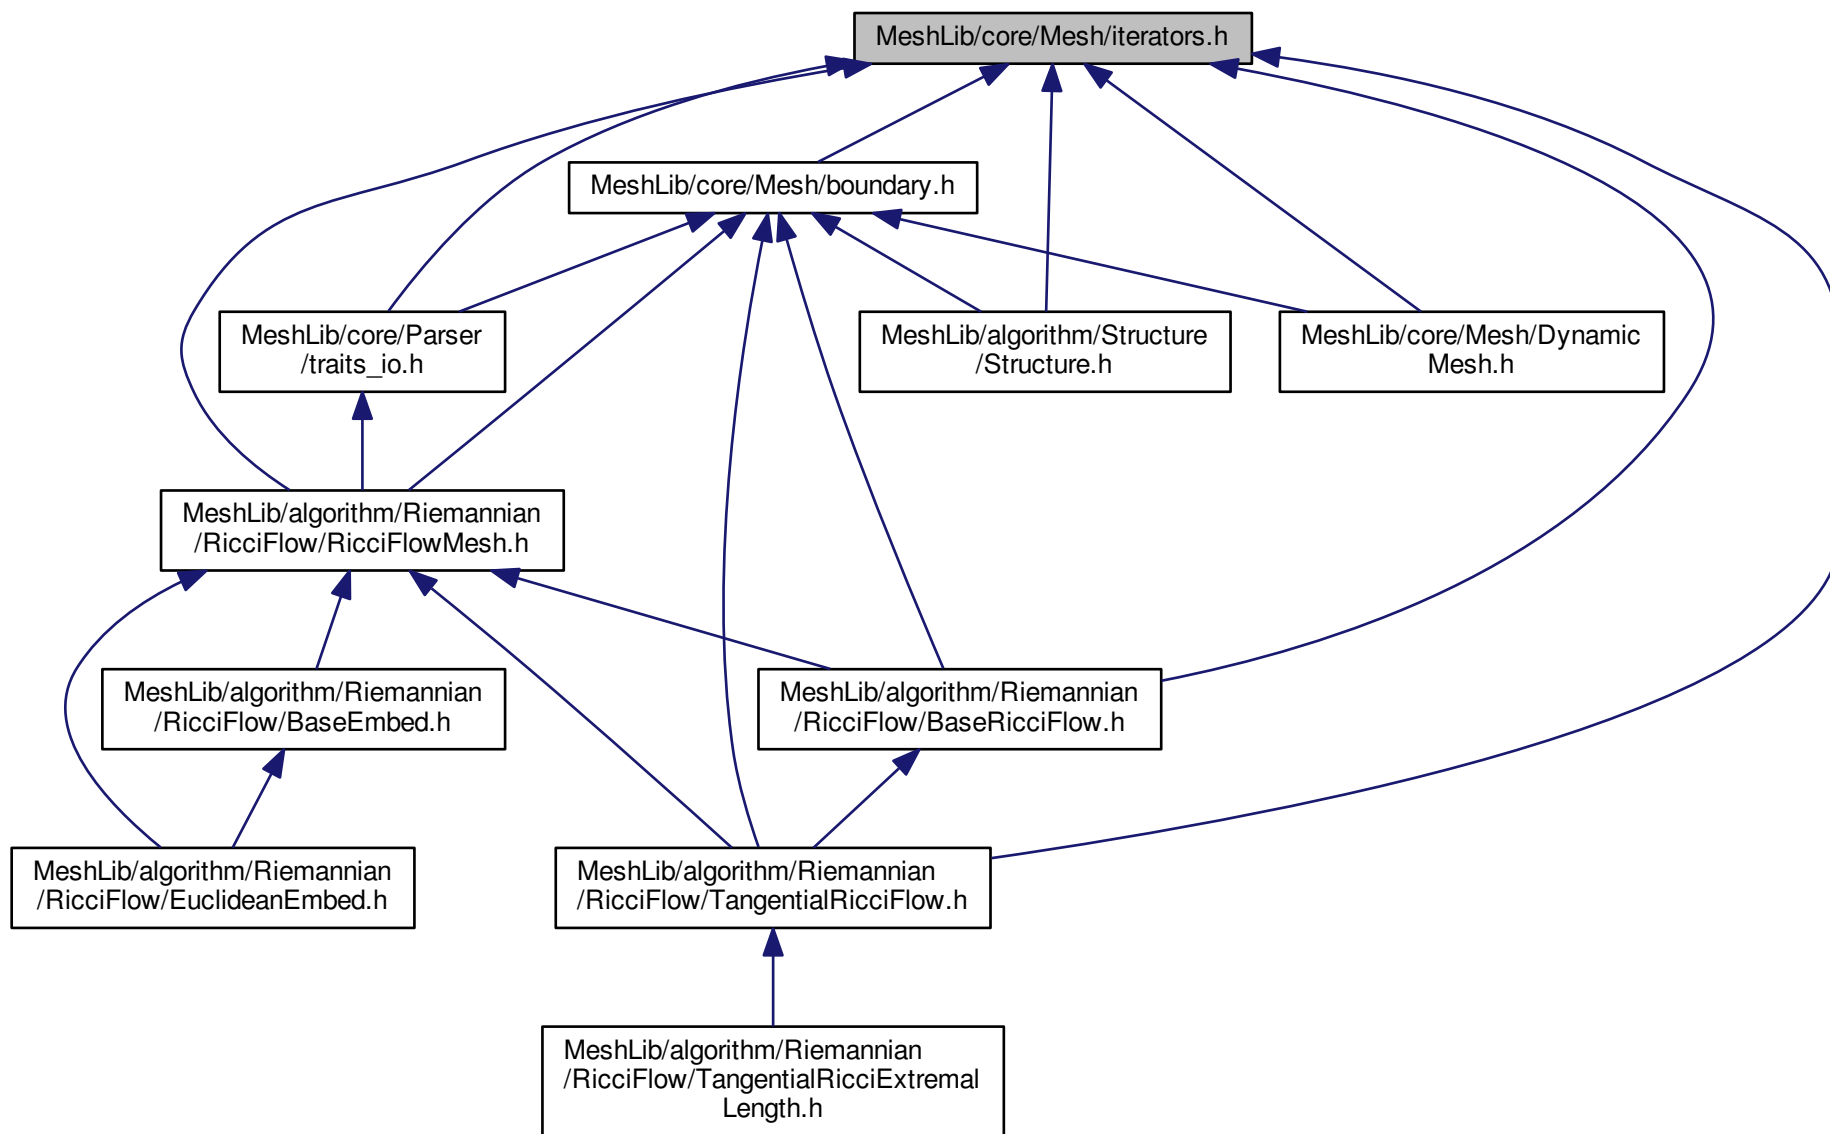 MeshLib/core/Mesh/iterators.h
MeshLib/core/Mesh/boundary.h
MeshLib/core/Parser
/traits_io.h
MeshLib/algorithm/Structure
/Structure.h
MeshLib/core/Mesh/Dynamic
Mesh.h
MeshLib/algorithm/Riemannian
/RicciFlow/RicciFlowMesh.h
MeshLib/algorithm/Riemannian
/RicciFlow/BaseEmbed.h
MeshLib/algorithm/Riemannian
/RicciFlow/BaseRicciFlow.h
MeshLib/algorithm/Riemannian
/RicciFlow/EuclideanEmbed.h
MeshLib/algorithm/Riemannian
/RicciFlow/TangentialRicciFlow.h
MeshLib/algorithm/Riemannian
/RicciFlow/TangentialRicciExtremal
Length.h